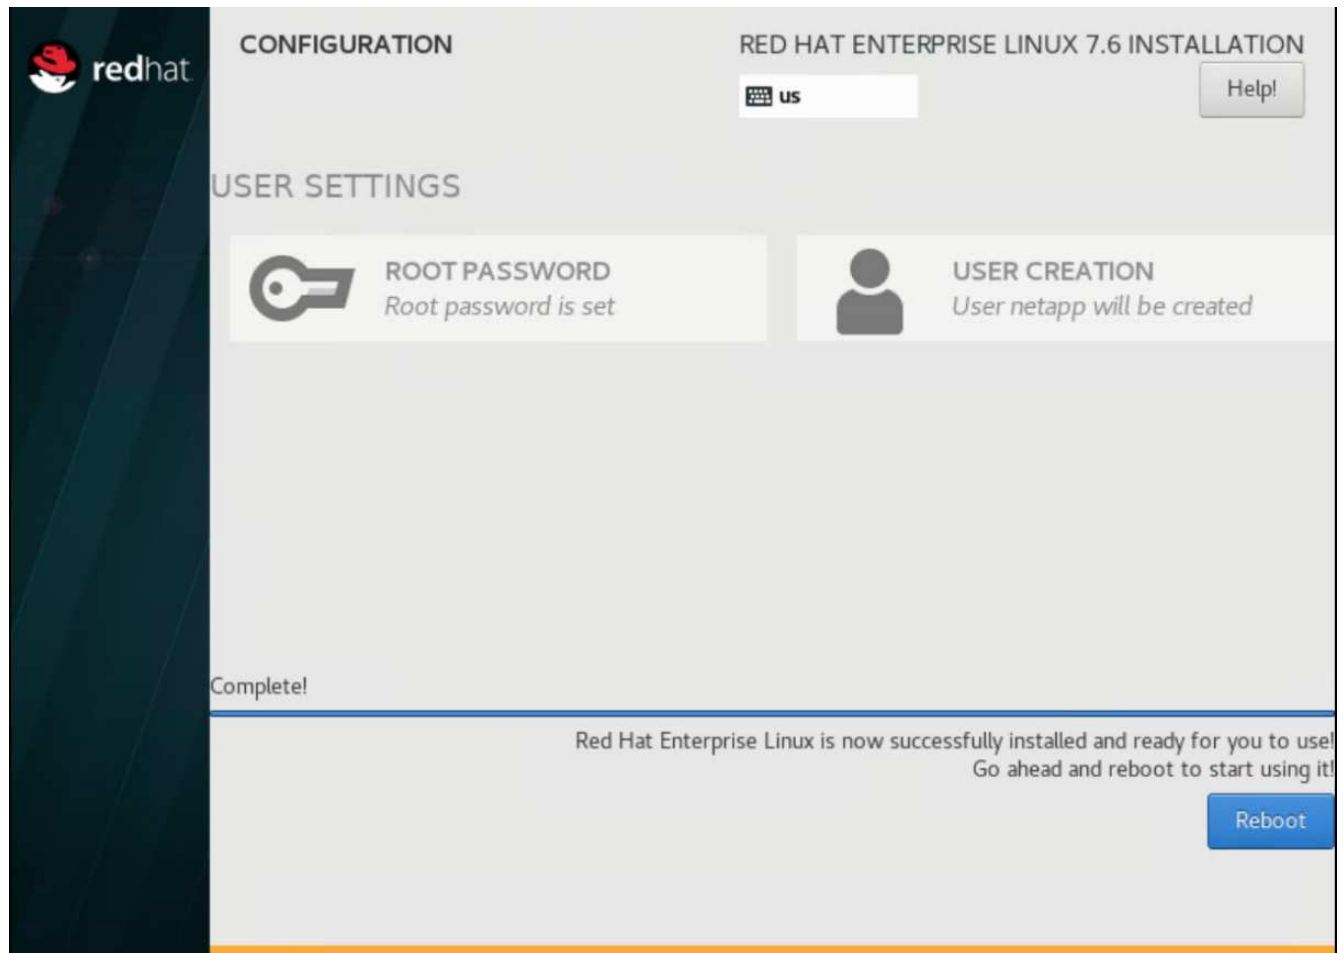 redhat
CONFIGURATION
RED HAT ENTERPRISE LINUX 7.6 INSTALLATION
us
Help!
USER SETTINGS
ROOT PASSWORD
Root password is set
USER CREATION
User netapp will be created
Complete!
Red Hat Enterprise Linux is now successfully installed and ready for you to use!
Go ahead and reboot to start using it!
Reboot